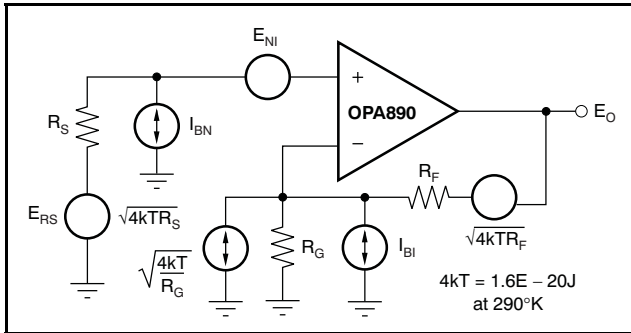 E_NI
+
OPA890
−
E_O
R_S
I_BN
R_F
E_RS
√4kTR_S
√4kT/R_G
R_G
I_BI
√4kTR_F
4kT = 1.6E − 20J
at 290°K